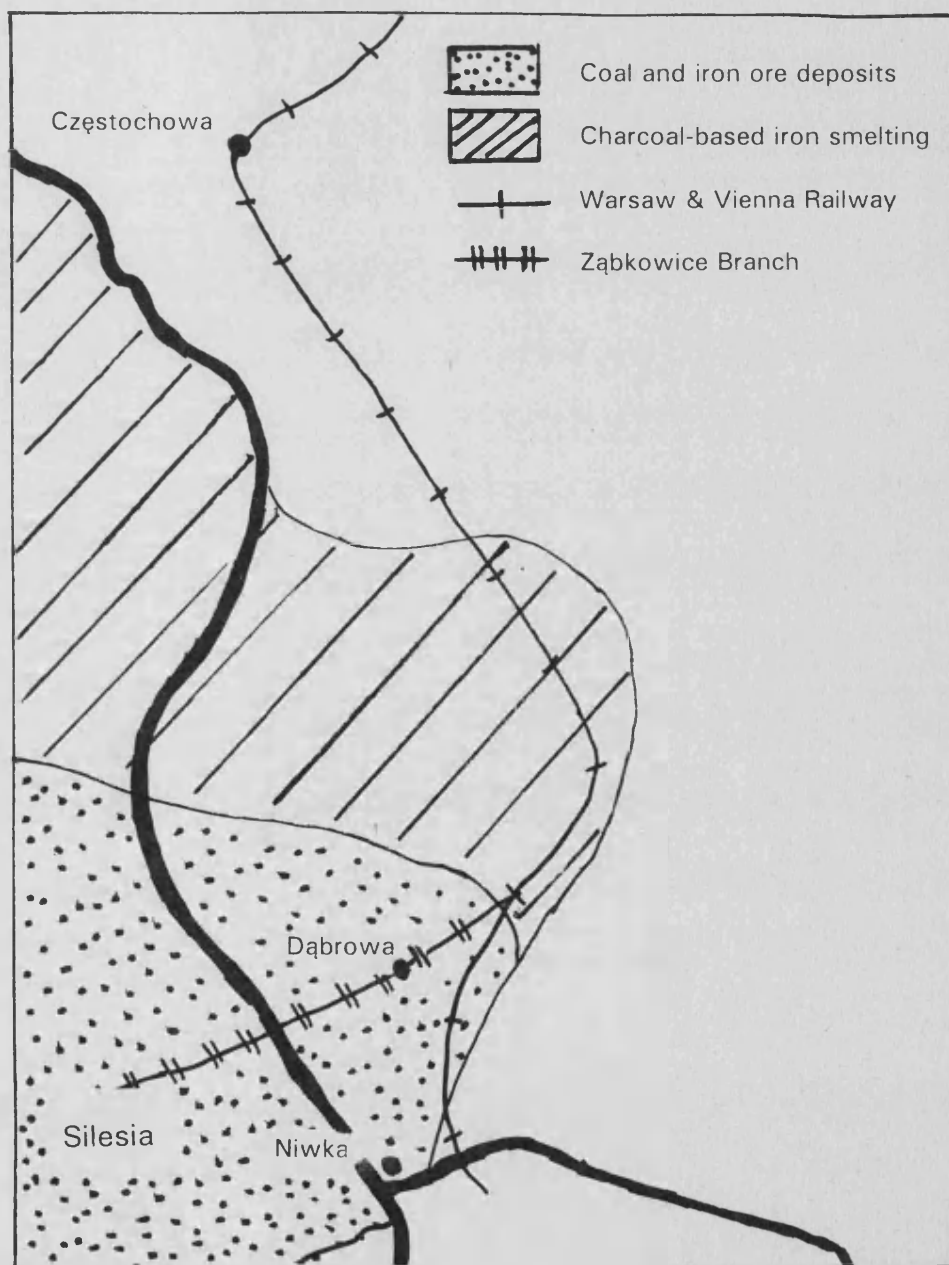 Częstochowa
Coal and iron ore deposits
Charcoal-based iron smelting
Warsaw & Vienna Railway
Ząbkowice Branch
Dąbrowa
Silesia
Niwka